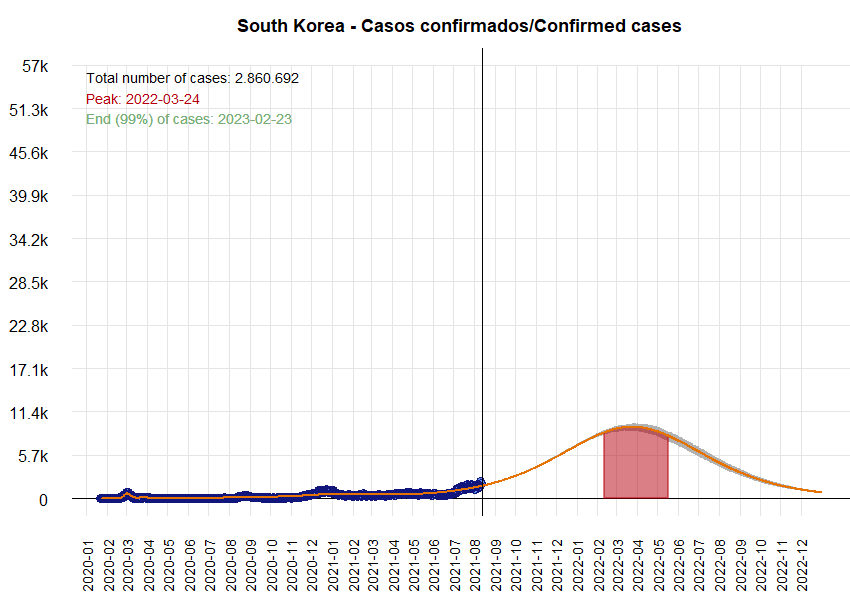 South Korea - Casos confirmados/Confirmed cases
57k
51.3k
45.6k
39.9k
34.2k
28.5k
22.8k
17.1k
11.4k
5.7k
0
Total number of cases: 2.860.692
Peak: 2022-03-24
End (99%) of cases: 2023-02-23
2020-01
2020-02
2020-03
2020-04
2020-05
2020-06
2020-07
2020-08
2020-09
2020-10
2020-11
2020-12
2021-01
2021-02
2021-03
2021-04
2021-05
2021-06
2021-07
2021-08
2021-09
2021-10
2021-11
2021-12
2022-01
2022-02
2022-03
2022-04
2022-05
2022-06
2022-07
2022-08
2022-09
2022-10
2022-11
2022-12